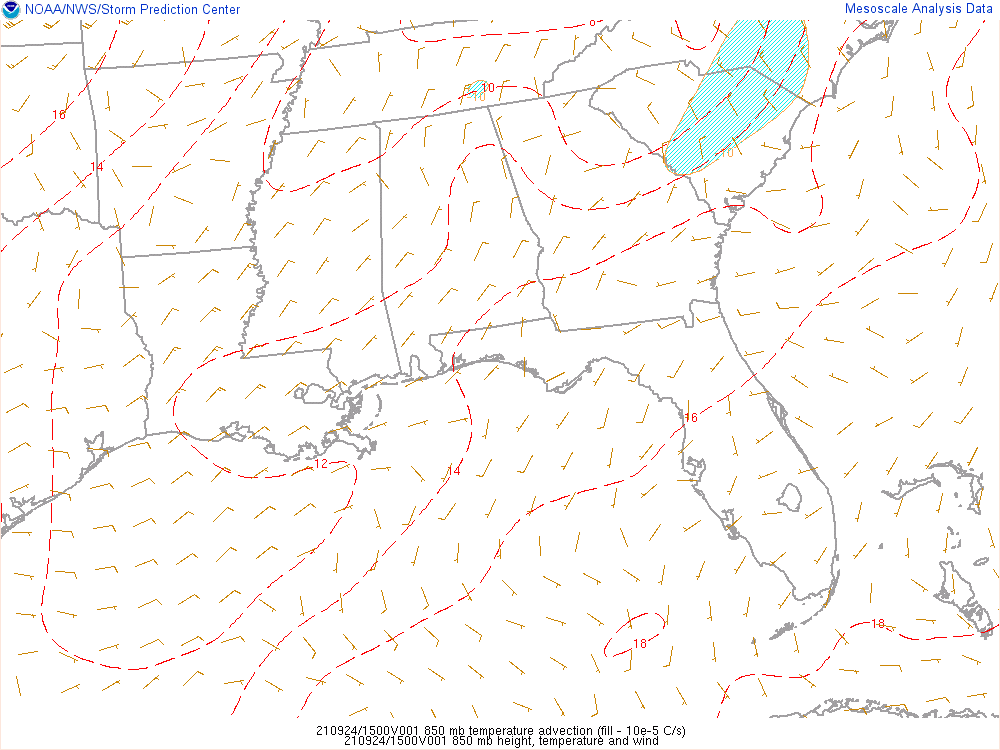 NOAA/NWS/Storm Prediction Center
Mesoscale Analysis Data
8
10
-10
16
14
-10
16
12
14
18
18
210924/1500V001 850 mb temperature advection (fill - 10e-5 C/s)
210924/1500V001 850 mb height, temperature and wind